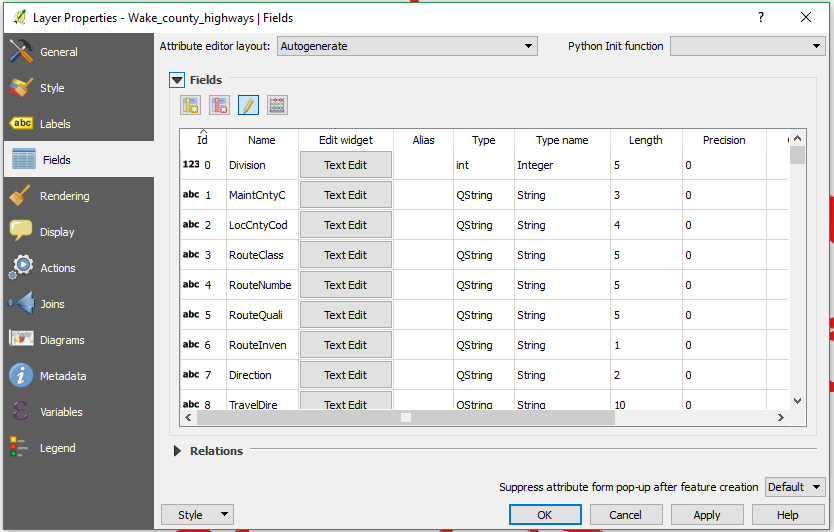 Layer Properties - Wake_county_highways | Fields
?
General
Style
Labels
Fields
Rendering
Display
Actions
Joins
Diagrams
Metadata
Variables
Legend
Attribute editor layout: Autogenerate Python Init function
Fields
Id Name Edit widget Alias Type Type name Length Precision
123 0 Division Text Edit int Integer 5 0
abc 1 MaintCntyC Text Edit QString String 3 0
abc 2 LocCntyCod Text Edit QString String 4 0
abc 3 RouteClass Text Edit QString String 5 0
abc 4 RouteNumbe Text Edit QString String 5 0
abc 5 RouteQuali Text Edit QString String 5 0
abc 6 RouteInven Text Edit QString String 1 0
abc 7 Direction Text Edit QString String 2 0
abc 8 TravelDire Text Edit QString String 10 0
Relations
Suppress attribute form pop-up after feature creation Default
Style OK Cancel Apply Help